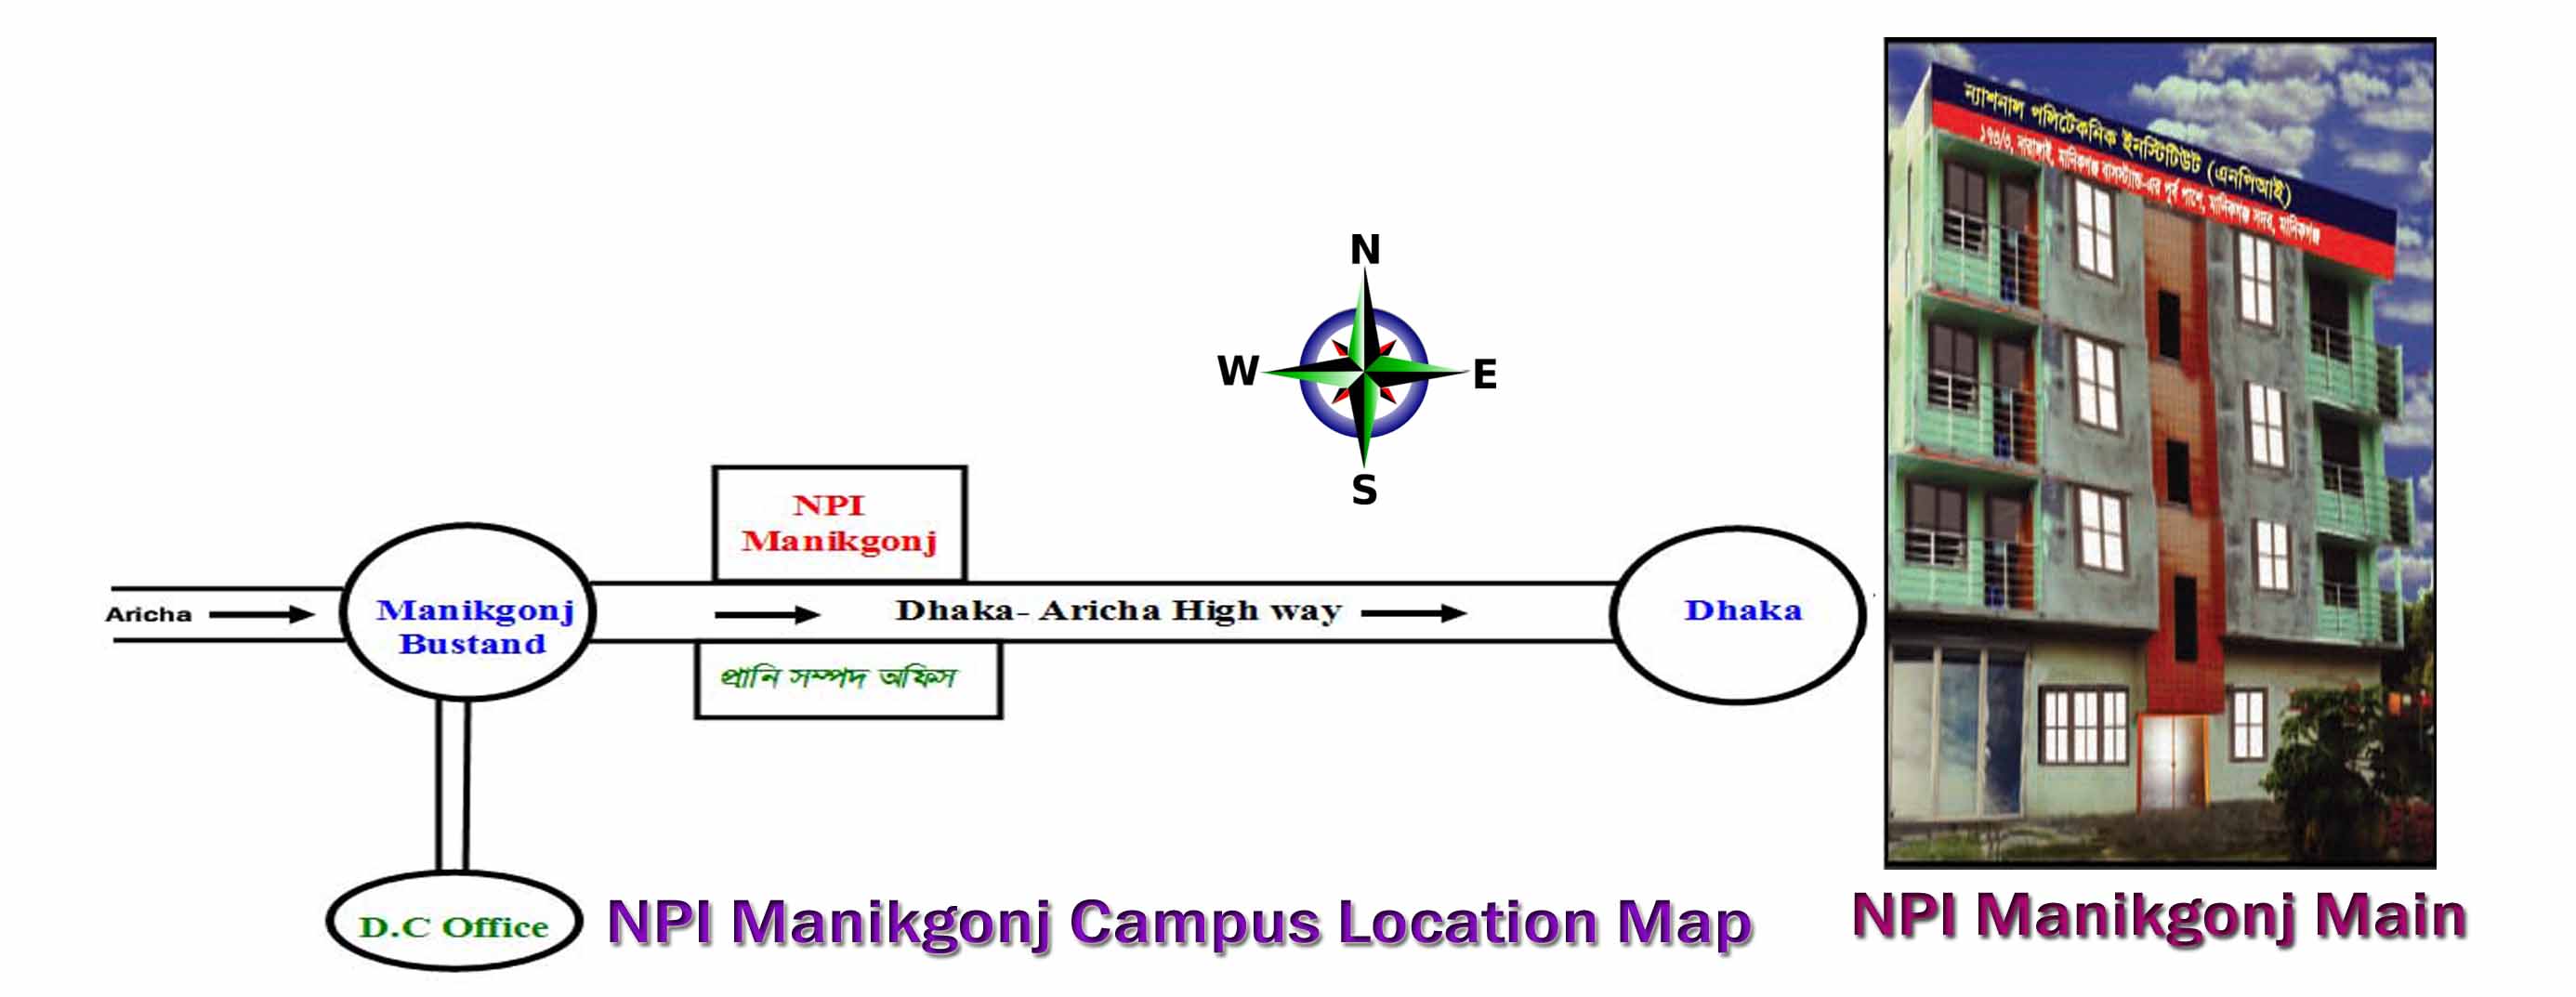 ন্যাশনাল পলিটেকনিক ইনস্টিটিউট (এনপিআই)
১৭৩/৩, নারাঙ্গাই, মানিকগঞ্জ বাসস্ট্যান্ড-এর পূর্ব পাশে, মানিকগঞ্জ সদর, মানিকগঞ্জ
N
W
E
S
NPI
Manikgonj
Aricha
Manikgonj
Bustand
Dhaka- Aricha High way
Dhaka
প্রানি সম্পদ অফিস
D.C Office
NPI Manikgonj Campus Location Map
NPI Manikgonj Main